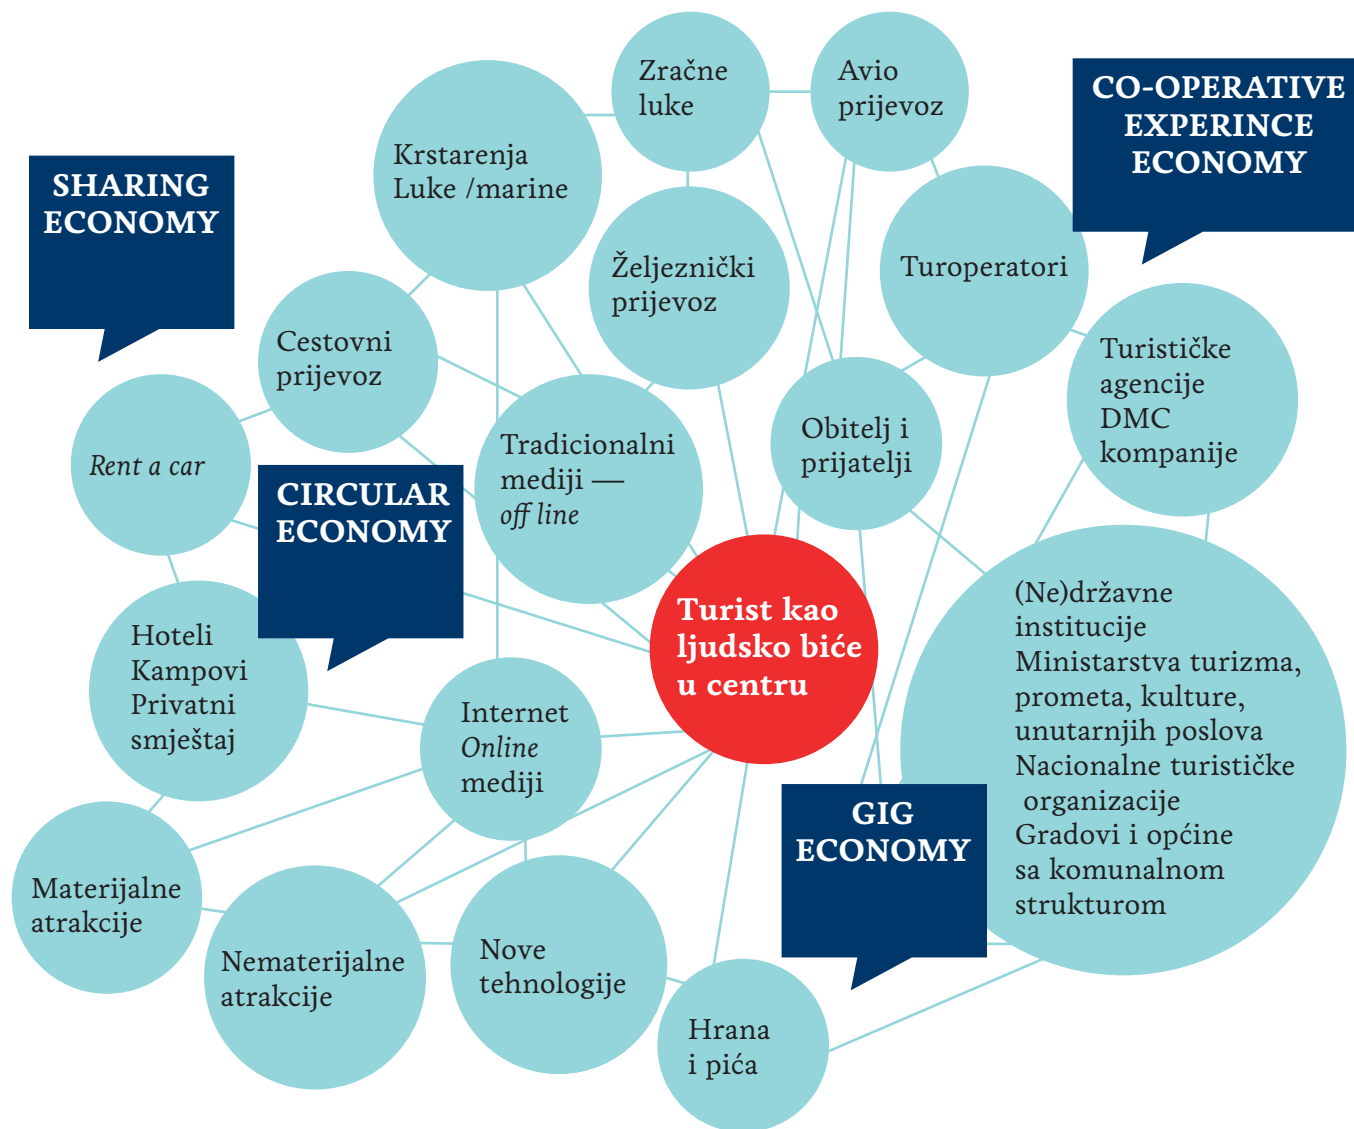 Zračne
luke
Avio
prijevoz
CO-OPERATIVE
EXPERINCE
ECONOMY
Krstarenja
Luke /marine
SHARING
ECONOMY
Željeznički
prijevoz
Turoperatori
Cestovni
prijevoz
Turističke
agencije
DMC
kompanije
Rent a car
Tradicionalni
mediji —
off line
Obitelj i
prijatelji
CIRCULAR
ECONOMY
Turist kao
ljudsko biće
u centru
(Ne)državne
institucije
Ministarstva turizma,
prometa, kulture,
unutarnjih poslova
Nacionalne turističke
organizacije
Gradovi i općine
sa komunalnom
strukturom
Hoteli
Kampovi
Privatni
smještaj
Internet
Online
mediji
GIG
ECONOMY
Materijalne
atrakcije
Nematerijalne
atrakcije
Nove
tehnologije
Hrana
i pića